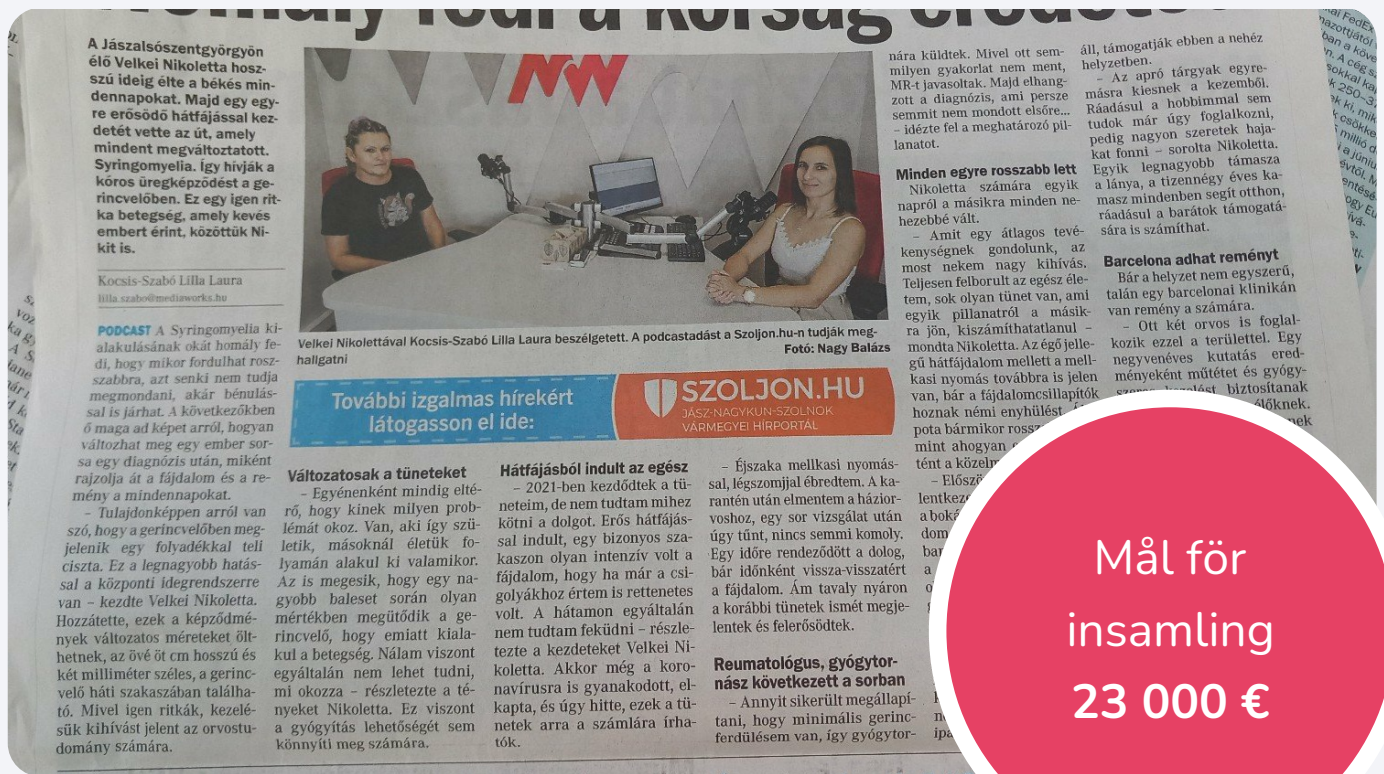 Homály fedi a kórság eredetét
A Jászalsószentgyörgyön
élő Velkei Nikoletta hosz-
szú ideig élte a békés min-
dennapokat. Majd egy egy-
re erősödő hátfájással kez-
detét vette az út, amely
mindent megváltoztatott.
Syringomyelia. Így hívják a
kóros üregképződést a ge-
rincvelőben. Ez egy igen rit-
ka betegség, amely kevés
embert érint, közöttük Ni-
kit is.
Kocsis-Szabó Lilla Laura
lilla.szabo@mediaworks.hu
PODCAST A Syringomyelia ki-
alakulásának okát homály fe-
di, hogy mikor fordulhat rosz-
szabbra, azt senki nem tudja
megmondani, akár bénulás-
sal is járhat. A következőkben
ő maga ad képet arról, hogyan
változhat meg egy ember sor-
sa egy diagnózis után, miként
rajzolja át a fájdalom és a re-
mény a mindennapokat.
– Tulajdonképpen arról van
szó, hogy a gerincvelőben meg-
jelenik egy folyadékkal teli
ciszta. Ez a legnagyobb hatás-
sal a központi idegrendszerre
van – kezdte Velkei Nikoletta.
Hozzátette, ezek a képződmé-
nyek változatos méreteket ölt-
hetnek, az övé öt cm hosszú és
két milliméter széles, a gerinc-
velő háti szakaszában találha-
tó. Mivel igen ritkák, kezelé-
sük kihívást jelent az orvostu-
domány számára.
MW
Velkei Nikolettával Kocsis-Szabó Lilla Laura beszélgetett. A podcastadást a Szoljon.hu-n tudják meg-
hallgatni
Fotó: Nagy Balázs
További izgalmas hírekért
látogasson el ide:
SZOLJON.HU
JÁSZ-NAGYKUN-SZOLNOK
VÁRMEGYEI HÍRPORTÁL
Változatosak a tüneteket
– Egyénenként mindig elté-
rő, hogy kinek milyen prob-
lémát okoz. Van, aki így szü-
letik, másoknál életük fo-
lyamán alakul ki valamikor.
Az is megesik, hogy egy na-
gyobb baleset során olyan
mértékben megütődik a ge-
rincvelő, hogy emiatt kiala-
kul a betegség. Nálam viszont
egyáltalán nem lehet tudni,
mi okozza – részletezte a té-
nyeket Nikoletta. Ez viszont
a gyógyítás lehetőségét sem
könnyíti meg számára.
Hátfájásból indult az egész
– 2021-ben kezdődtek a tü-
neteim, de nem tudtam mihez
kötni a dolgot. Erős hátfájás-
sal indult, egy bizonyos sza-
kaszon olyan intenzív volt a
fájdalom, hogy ha már a csi-
golyákhoz értem is rettenetes
volt. A hátamon egyáltalán
nem tudtam feküdni – részle-
tezte a kezdeteket Velkei Ni-
koletta. Akkor még a koro-
navírusra is gyanakodott, el-
kapta, és úgy hitte, ezek a tü-
netek arra a számlára írha-
tók.
– Éjszaka mellkasi nyomás-
sal, légszomjjal ébredtem. A ka-
rantén után elmentem a házior-
voshoz, egy sor vizsgálat után
úgy tűnt, nincs semmi komoly.
Egy időre rendeződött a dolog,
bár időnként vissza-visszatért
a fájdalom. Ám tavaly nyáron
a korábbi tünetek ismét megje-
lentek és felerősödtek.
Reumatológus, gyógytor-
nász következett a sorban
– Annyit sikerült megállapí-
tani, hogy minimális gerinc-
ferdülésem van, így gyógytor-
nára küldtek. Mivel ott sem-
milyen gyakorlat nem ment,
MR-t javasoltak. Majd elhang-
zott a diagnózis, ami persze
semmit nem mondott elsőre...
– idézte fel a meghatározó pil-
lanatot.
Minden egyre rosszabb lett
Nikoletta számára egyik
napról a másikra minden ne-
hezebbé vált.
– Amit egy átlagos tevé-
kenységnek gondolunk, az
most nekem nagy kihívás.
Teljesen felborult az egész éle-
tem, sok olyan tünet van, ami
egyik pillanatról a másik-
ra jön, kiszámíthatatlanul –
mondta Nikoletta. Az égő jelle-
gű hátfájdalom mellett a mell-
kasi nyomás továbbra is jelen
van, bár a fájdalomcsillapítók
hoznak némi enyhülést
pota bármikor
mint ahogyan
tént a
– Először
a
áll, támogatják ebben a nehéz
helyzetben.
– Az apró tárgyak egyre-
másra kiesnek a kezemből.
Ráadásul a hobbimmal sem
tudok már úgy foglalkozni,
pedig nagyon szeretek haja-
kat fonni – sorolta Nikoletta.
Egyik legnagyobb támasza
a lánya, a tizennégy éves ka-
masz mindenben segít otthon,
ráadásul a barátok támogatá-
sára is számíthat.
Barcelona adhat reményt
Bár a helyzet nem egyszerű,
talán egy barcelonai klinikán
van remény a számára.
– Ott két orvos is foglal-
kozik ezzel a területtel. Egy
negyvenéves kutatás ered-
ményeként műtétet és gyógy-
biztosítanak
Mål för
insamling
23 000 €